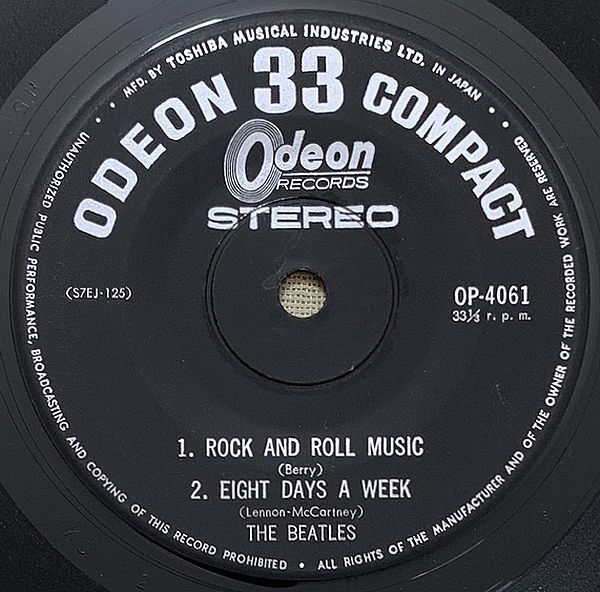 • • MFD. BY TOSHIBA MUSICAL INDUSTRIES LTD. IN JAPAN • •
ODEON 33 COMPACT
Odeon
RECORDS
STEREO
(S7EJ-125)
OP-4061
33⅓ r. p. m.
1. ROCK AND ROLL MUSIC
(Berry)
2. EIGHT DAYS A WEEK
(Lennon-McCartney)
THE BEATLES
UNAUTHORIZED PUBLIC PERFORMANCE, BROADCASTING AND COPYING OF THIS RECORD PROHIBITED • ALL RIGHTS OF THE MANUFACTURER AND OF THE OWNER OF THE RECORDED WORK ARE RESERVED